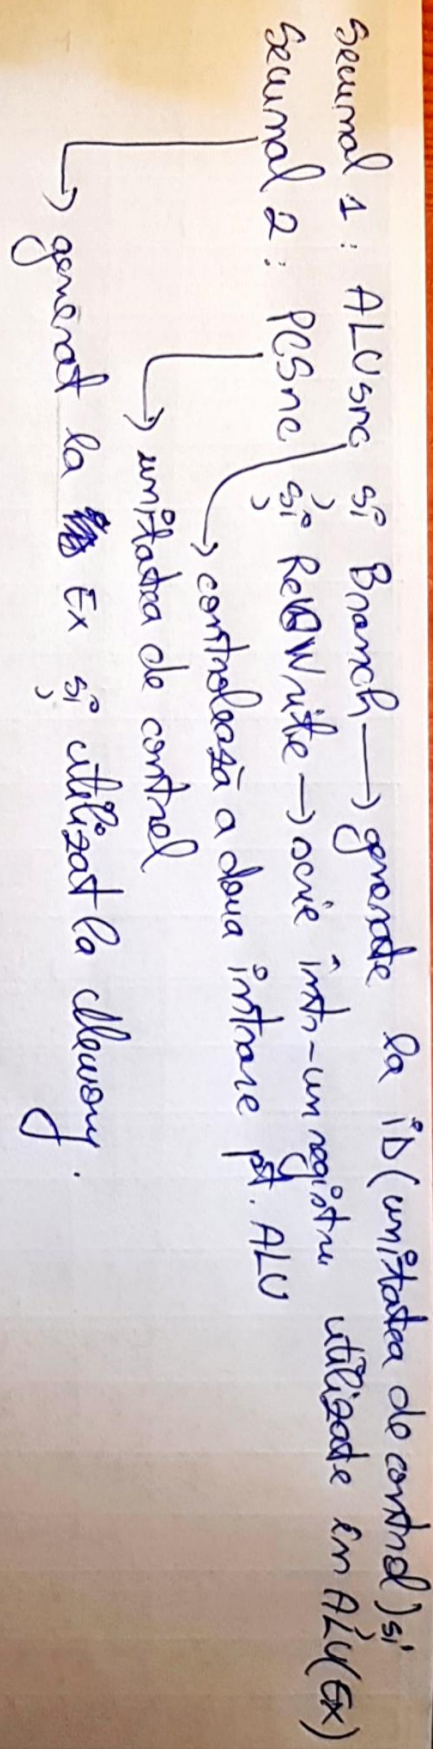 Semnal 1: ALUsrc și Branch → generate la iD (unitatea de control) și
utilizate în ALU (EX)
Semnal 2: PCSrc și RegWrite → scrie într-un registru
→ controlează a doua intrare pt. ALU
→ unitatea de control
→ generat la Ex și utilizat la Memory.